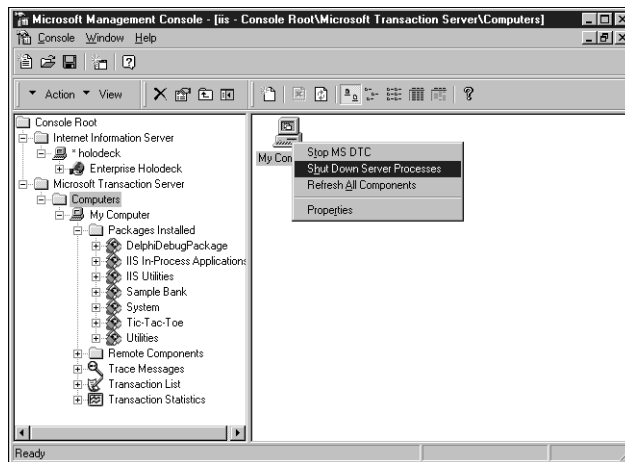 Microsoft Management Console - [iis - Console Root\Microsoft Transaction Server\Computers]
Console Window Help
Action View
Console Root
Internet Information Server
* holodeck
Enterprise Holodeck
Microsoft Transaction Server
Computers
My Computer
Packages Installed
DelphiDebugPackage
IIS In-Process Applications
IIS Utilities
Sample Bank
System
Tic-Tac-Toe
Utilities
Remote Components
Trace Messages
Transaction List
Transaction Statistics
My Con
Stop MS DTC
Shut Down Server Processes
Refresh All Components
Properties
Ready